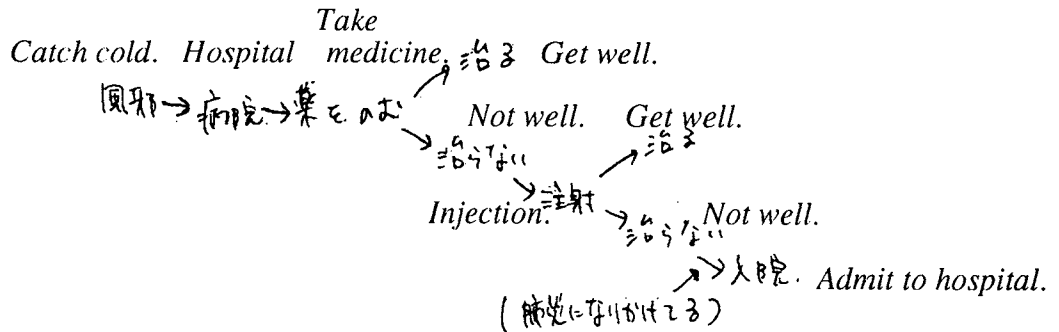 Take
Catch cold. Hospital medicine. 治る Get well.
風邪→病院→薬をのむ
Not well. Get well.
治らない 治る
Injection. 注射
治らない Not well.
入院. Admit to hospital.
(肺炎になりかけてる)